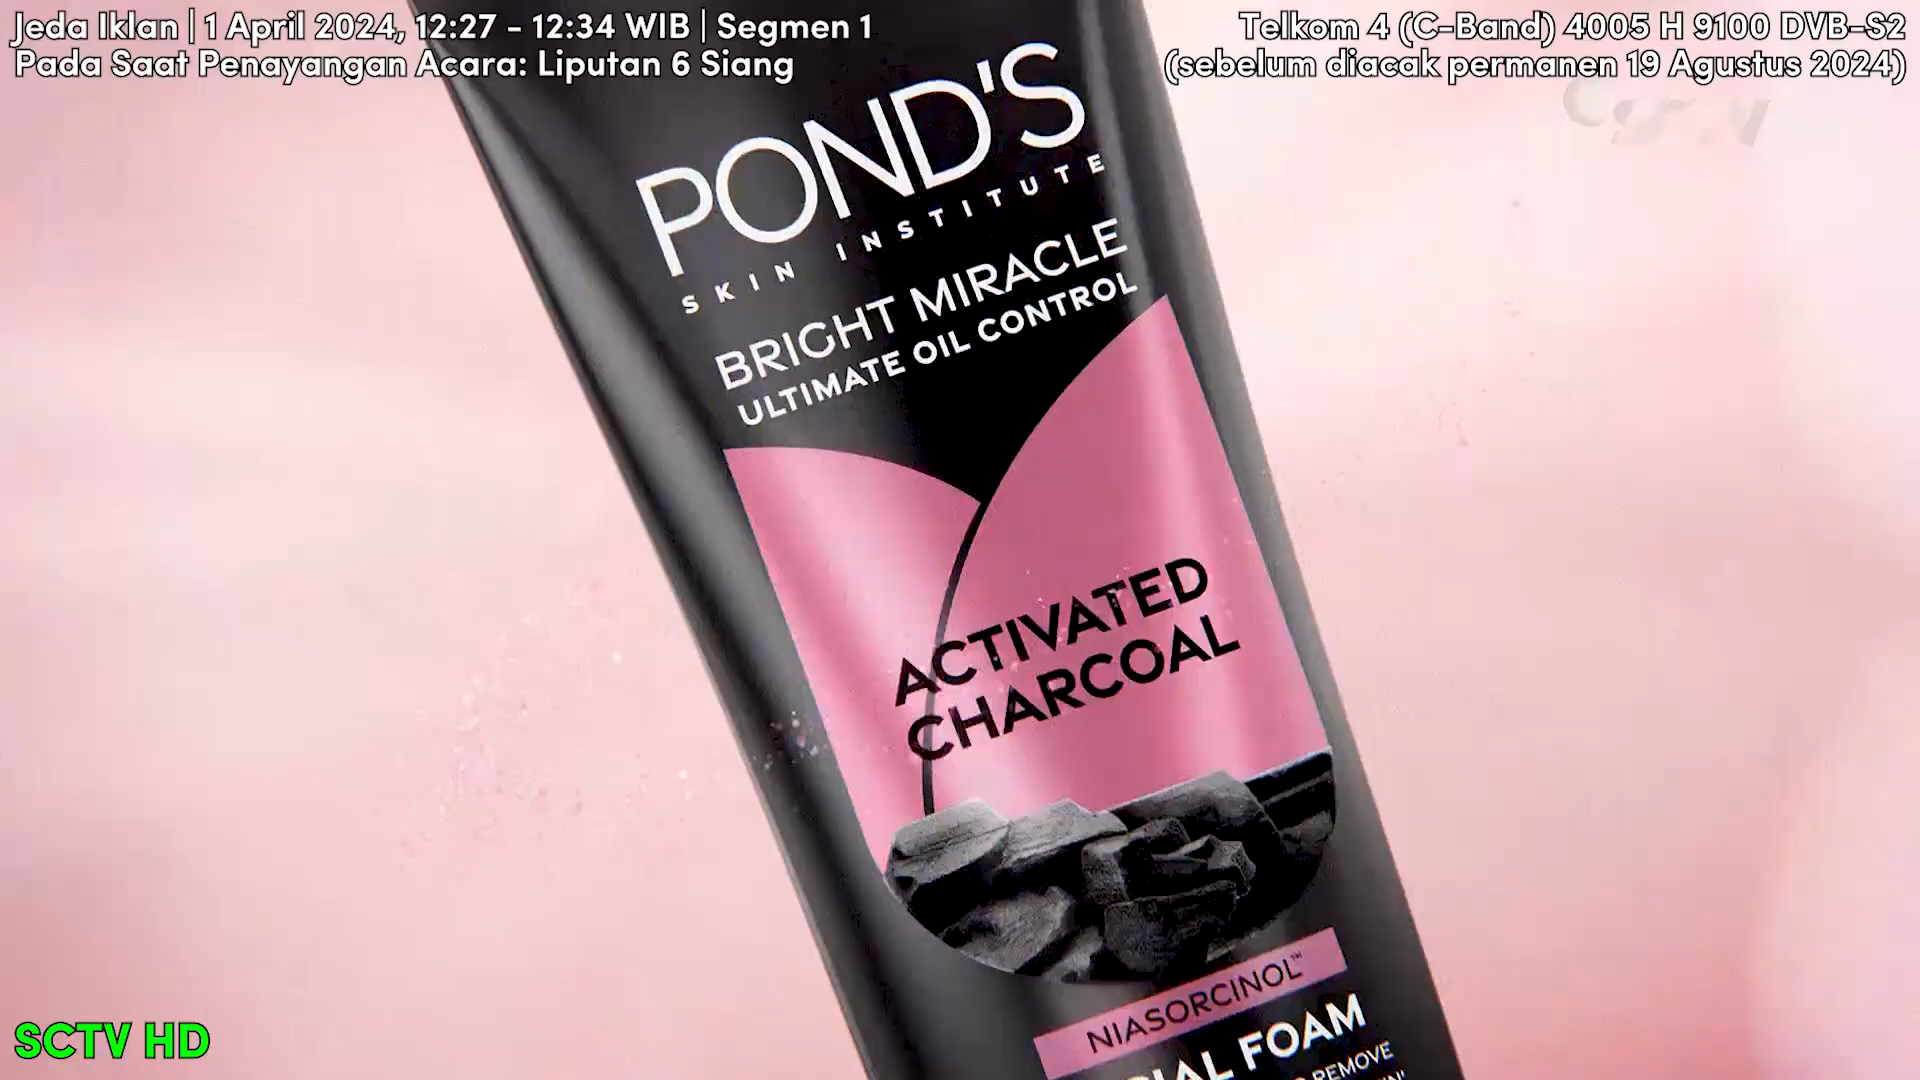 Jeda Iklan | 1 April 2024, 12:27 - 12:34 WIB | Segmen 1
Pada Saat Penayangan Acara: Liputan 6 Siang
Telkom 4 (C-Band) 4005 H 9100 DVB-S2
(sebelum diacak permanen 19 Agustus 2024)
POND'S
SKIN INSTITUTE
BRIGHT MIRACLE
ULTIMATE OIL CONTROL
ACTIVATED
CHARCOAL
NIASORCINOL™
FOAM
REMOVE
SCTV HD